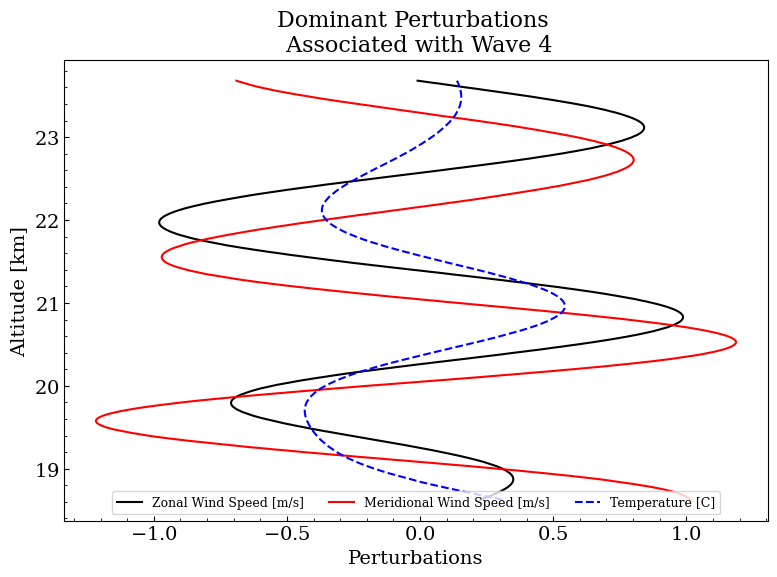 Dominant Perturbations
Associated with Wave 4
Altitude [km]
23
22
21
20
19
Zonal Wind Speed [m/s] Meridional Wind Speed [m/s] Temperature [C]
−1.0 −0.5 0.0 0.5 1.0
Perturbations